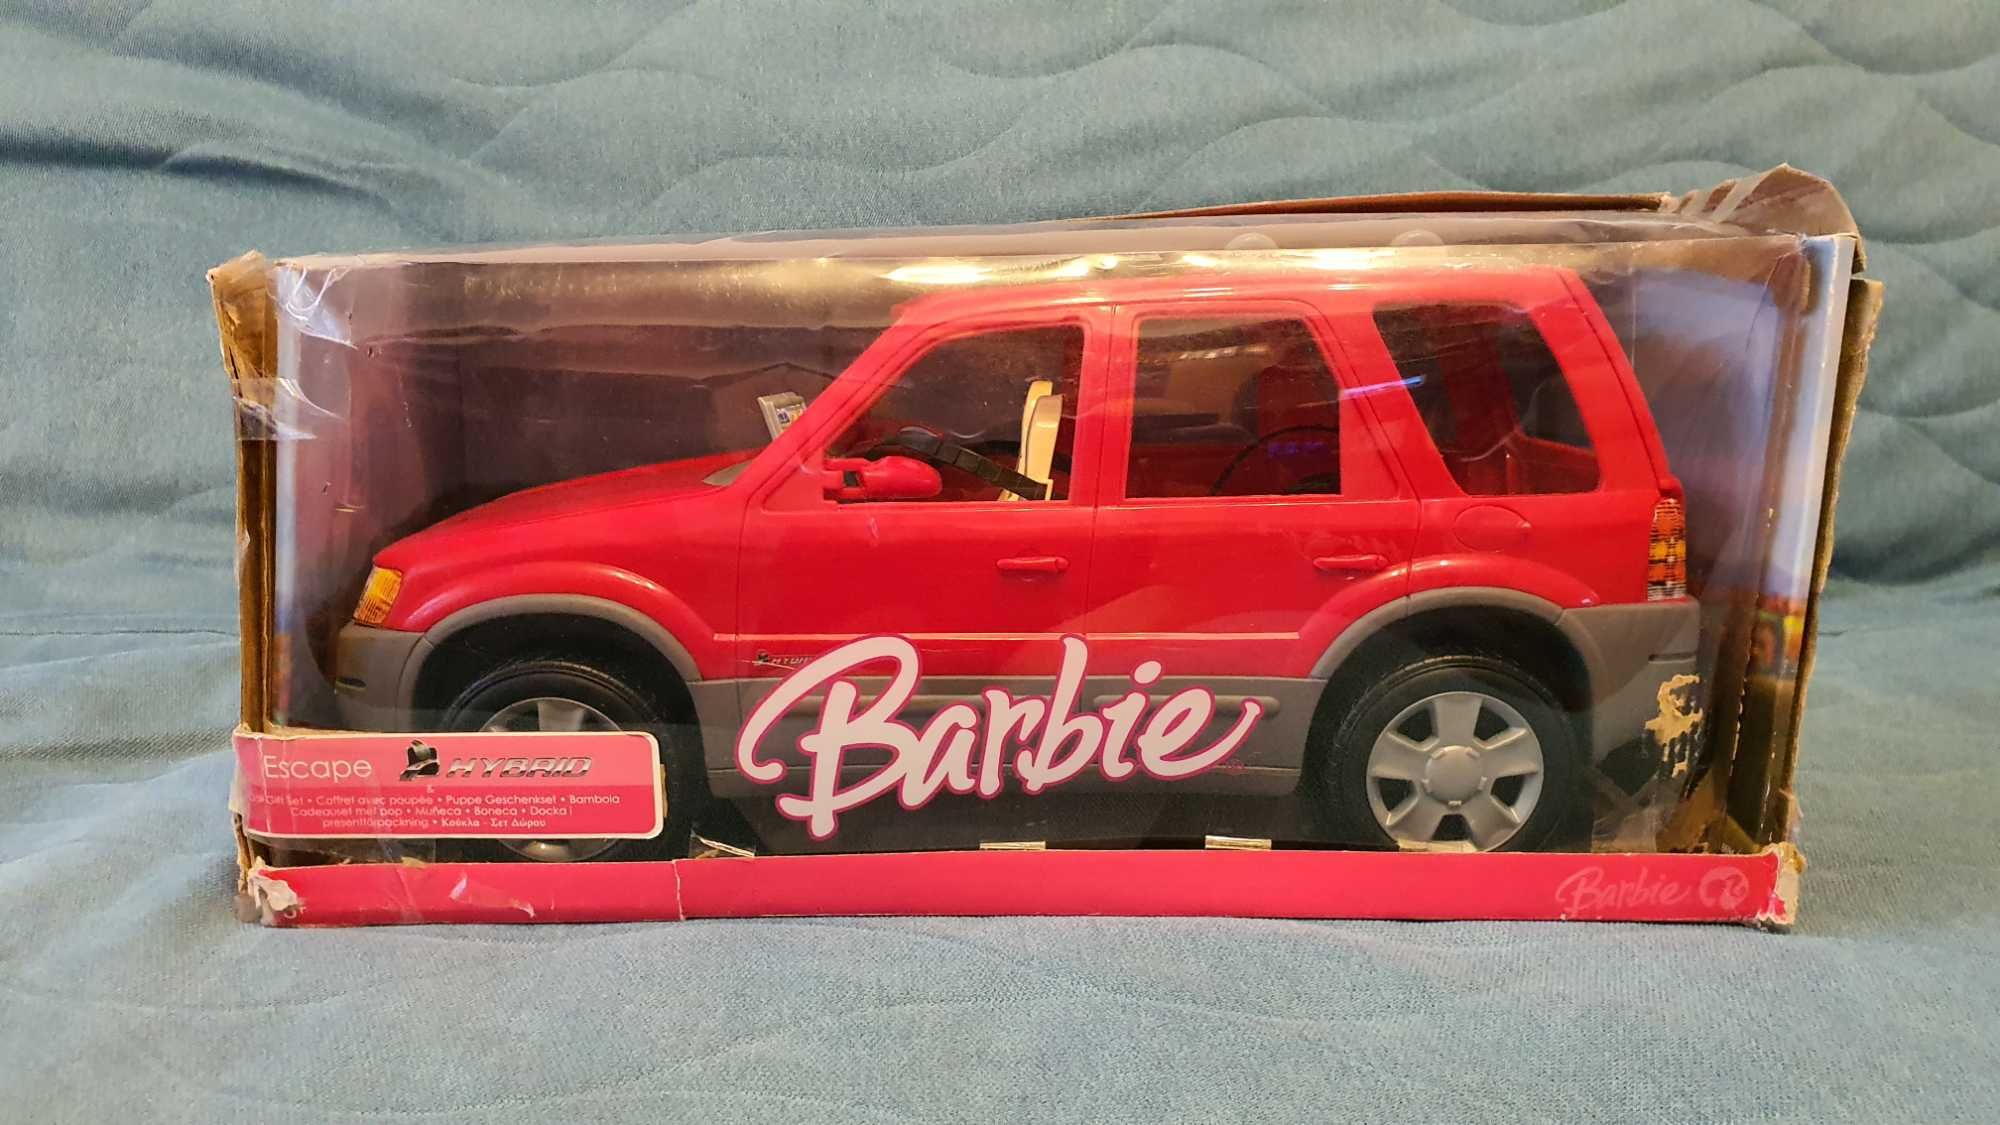 HYBRID
Barbie
Escape HYBRID
&
Gift Set • Coffret avec poupée • Puppe Geschenkset • Bambola
Cadeauset met pop • Muñeca • Boneca • Docka i
presentförpackning • Κούκλα - Σετ Δώρου
Barbie